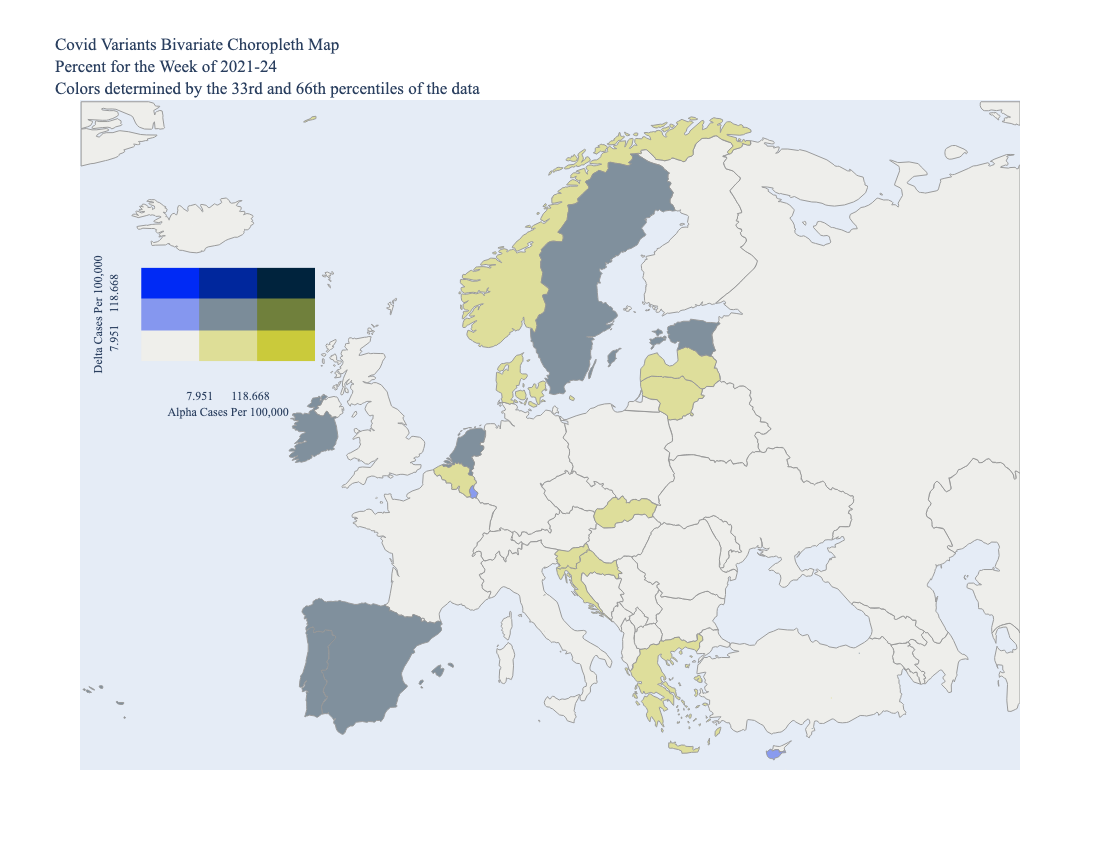 Covid Variants Bivariate Choropleth Map
Percent for the Week of 2021-24
Colors determined by the 33rd and 66th percentiles of the data
Delta Cases Per 100,000
7.951 118.668
7.951 118.668
Alpha Cases Per 100,000